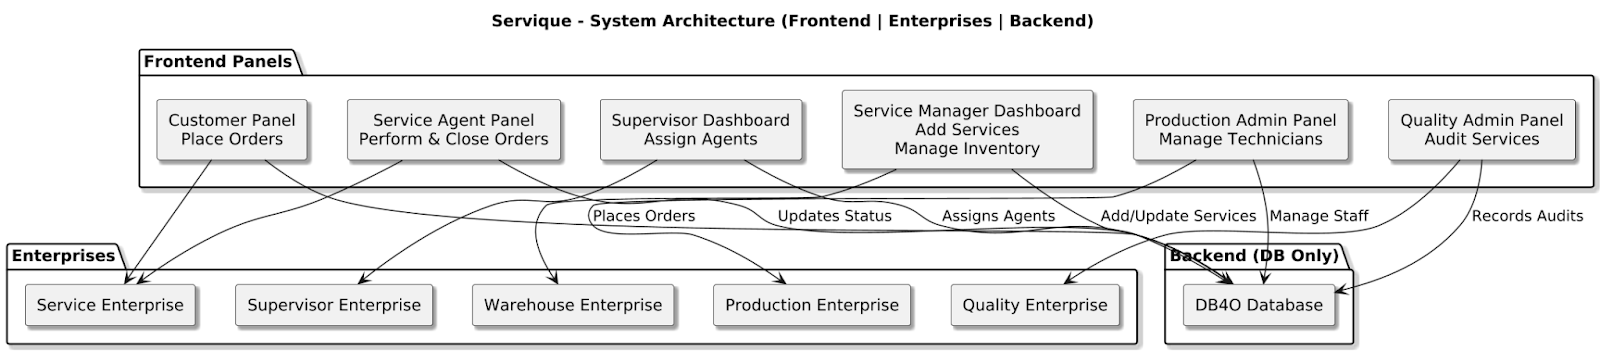 Servique - System Architecture (Frontend | Enterprises | Backend)
Frontend Panels
Customer Panel
Place Orders
Service Agent Panel
Perform & Close Orders
Supervisor Dashboard
Assign Agents
Service Manager Dashboard
Add Services
Manage Inventory
Production Admin Panel
Manage Technicians
Quality Admin Panel
Audit Services
Places Orders
Updates Status
Assigns Agents
Add/Update Services
Manage Staff
Records Audits
Enterprises
Service Enterprise
Supervisor Enterprise
Warehouse Enterprise
Production Enterprise
Quality Enterprise
Backend (DB Only)
DB4O Database